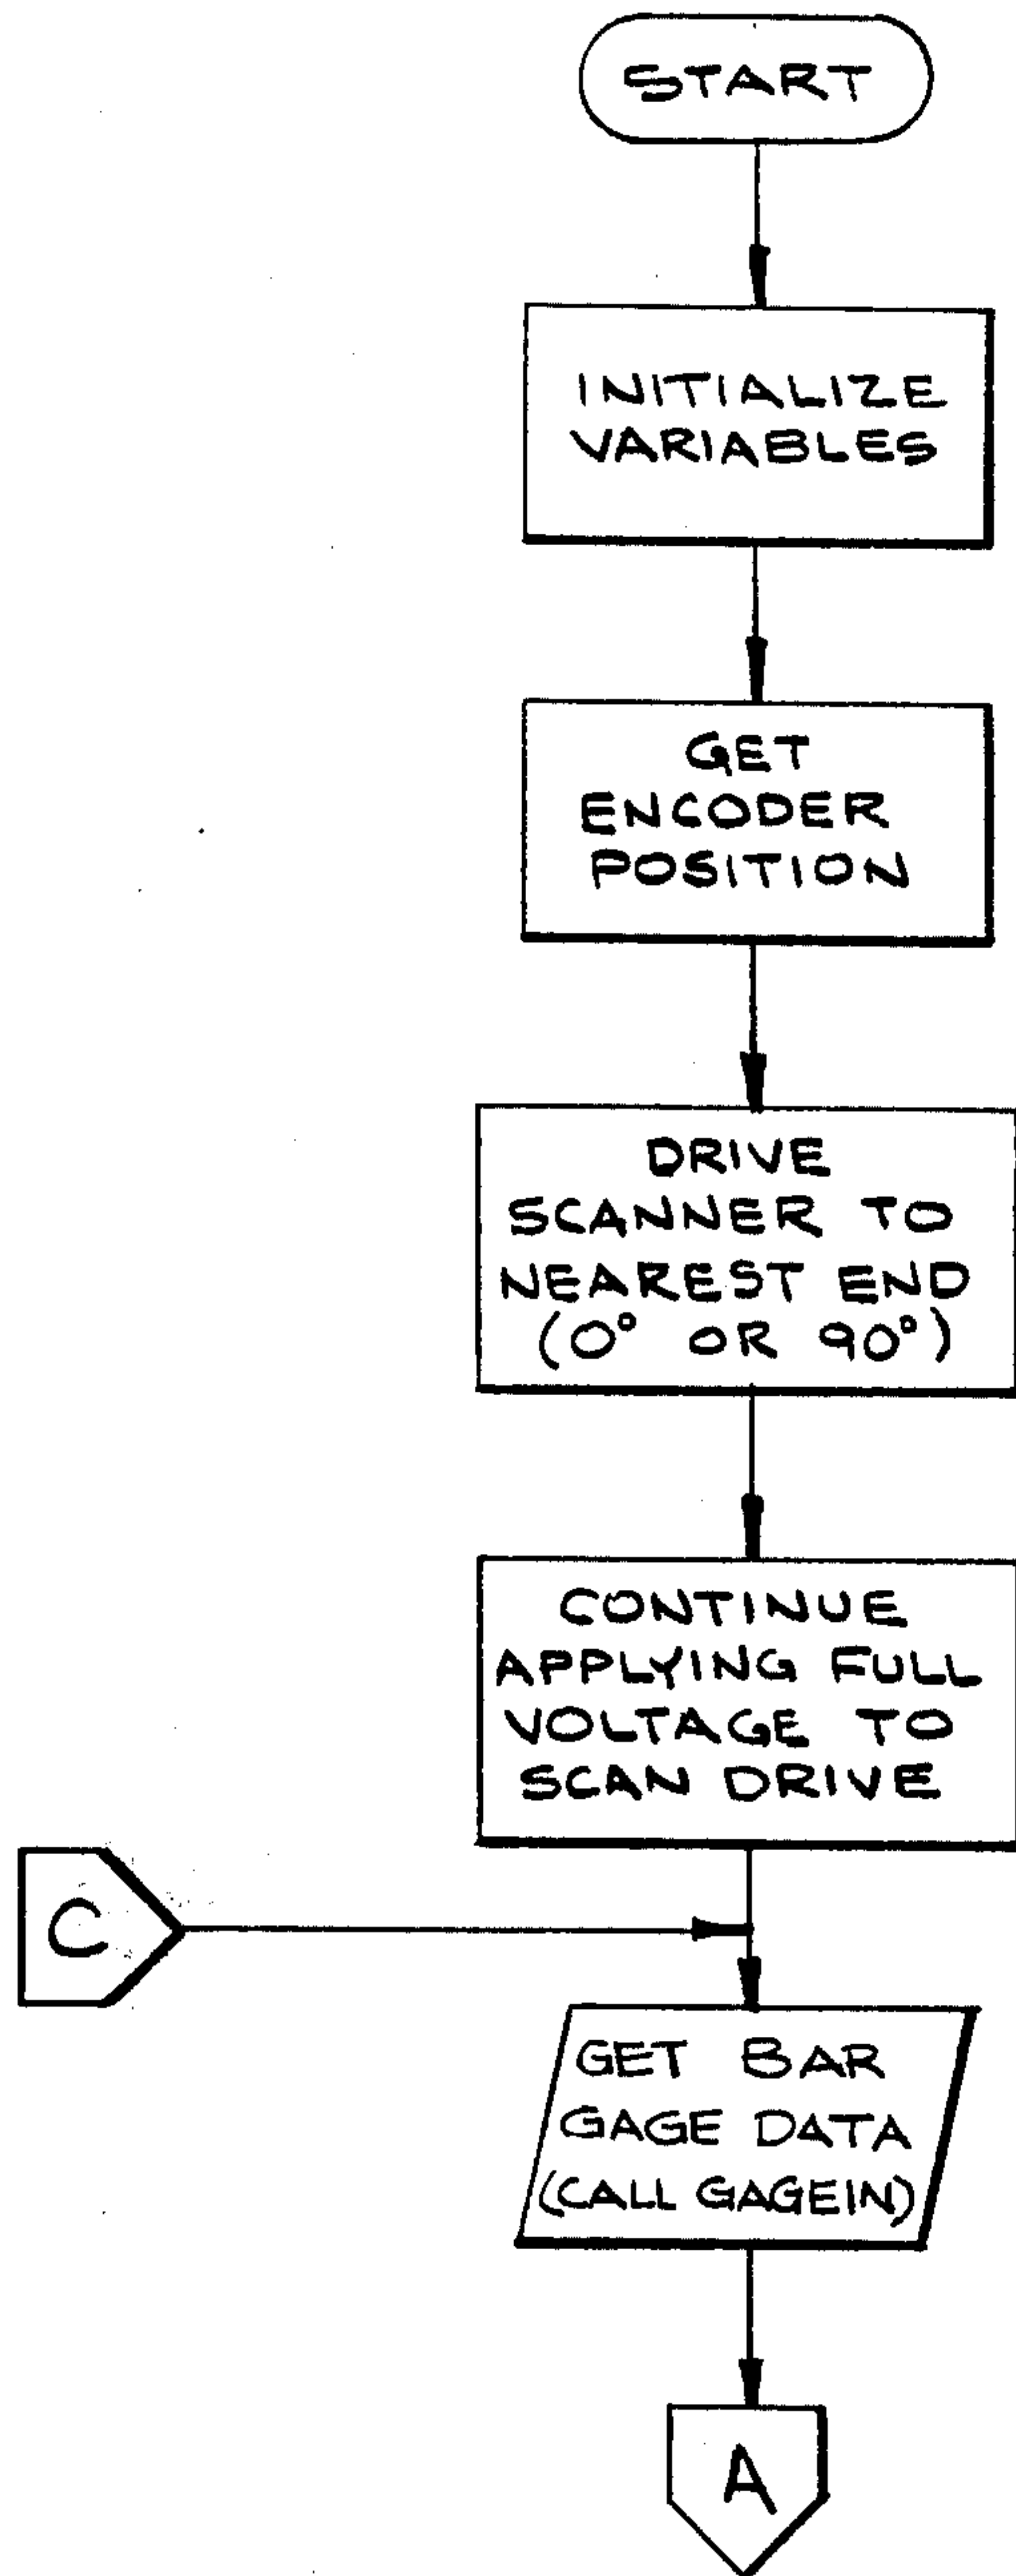 START
INITIALIZE
VARIABLES
GET
ENCODER
POSITION
DRIVE
SCANNER TO
NEAREST END
(0° OR 90°)
CONTINUE
APPLYING FULL
VOLTAGE TO
SCAN DRIVE
C
GET BAR
GAGE DATA
(CALL GAGEIN)
A